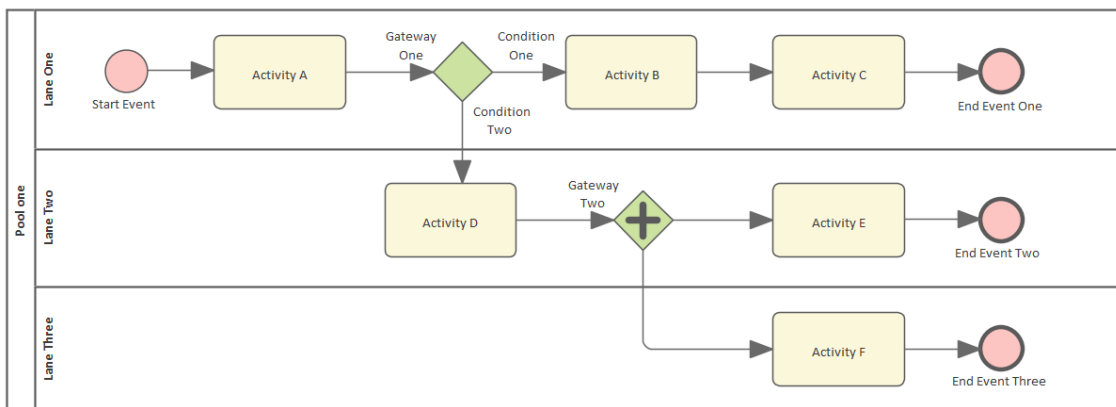 Pool one
Lane One
Start Event
Activity A
Gateway
One
Condition
One
Condition
Two
Activity B
Activity C
End Event One
Lane Two
Activity D
Gateway
Two
Activity E
End Event Two
Lane Three
Activity F
End Event Three